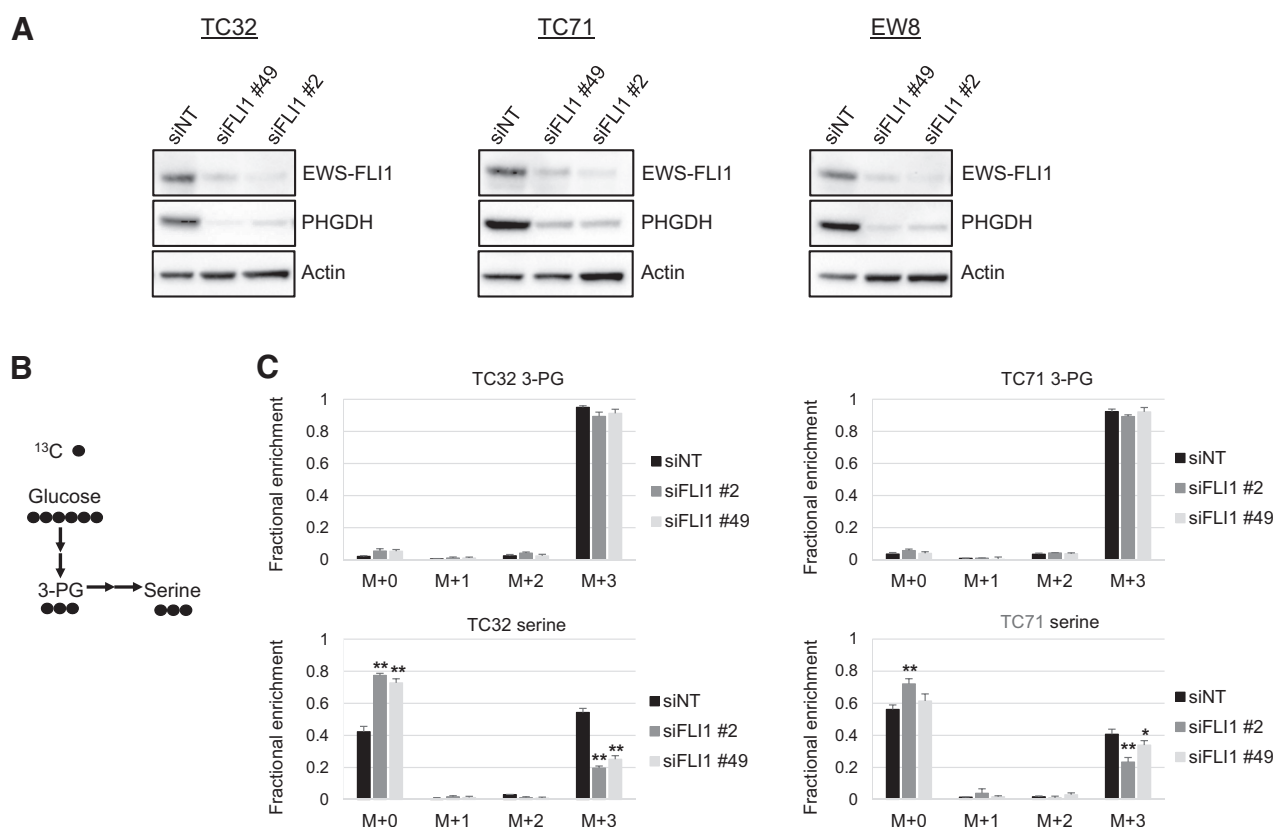 A
TC32
TC71
EW8
siNT
siFLI1 #49
siFLI1 #2
siNT
siFLI1 #49
siFLI1 #2
siNT
siFLI1 #49
siFLI1 #2
EWS-FLI1
EWS-FLI1
EWS-FLI1
PHGDH
PHGDH
PHGDH
Actin
Actin
Actin
B
13C
Glucose
3-PG
Serine
C
TC32 3-PG
Fractional enrichment
1
0.8
0.6
0.4
0.2
0
M+0 M+1 M+2 M+3
siNT
siFLI1 #2
siFLI1 #49
TC71 3-PG
Fractional enrichment
1
0.8
0.6
0.4
0.2
0
M+0 M+1 M+2 M+3
siNT
siFLI1 #2
siFLI1 #49
TC32 serine
Fractional enrichment
1
0.8
0.6
0.4
0.2
0
** **
** **
M+0 M+1 M+2 M+3
siNT
siFLI1 #2
siFLI1 #49
TC71 serine
Fractional enrichment
1
0.8
0.6
0.4
0.2
0
**
** *
M+0 M+1 M+2 M+3
siNT
siFLI1 #2
siFLI1 #49